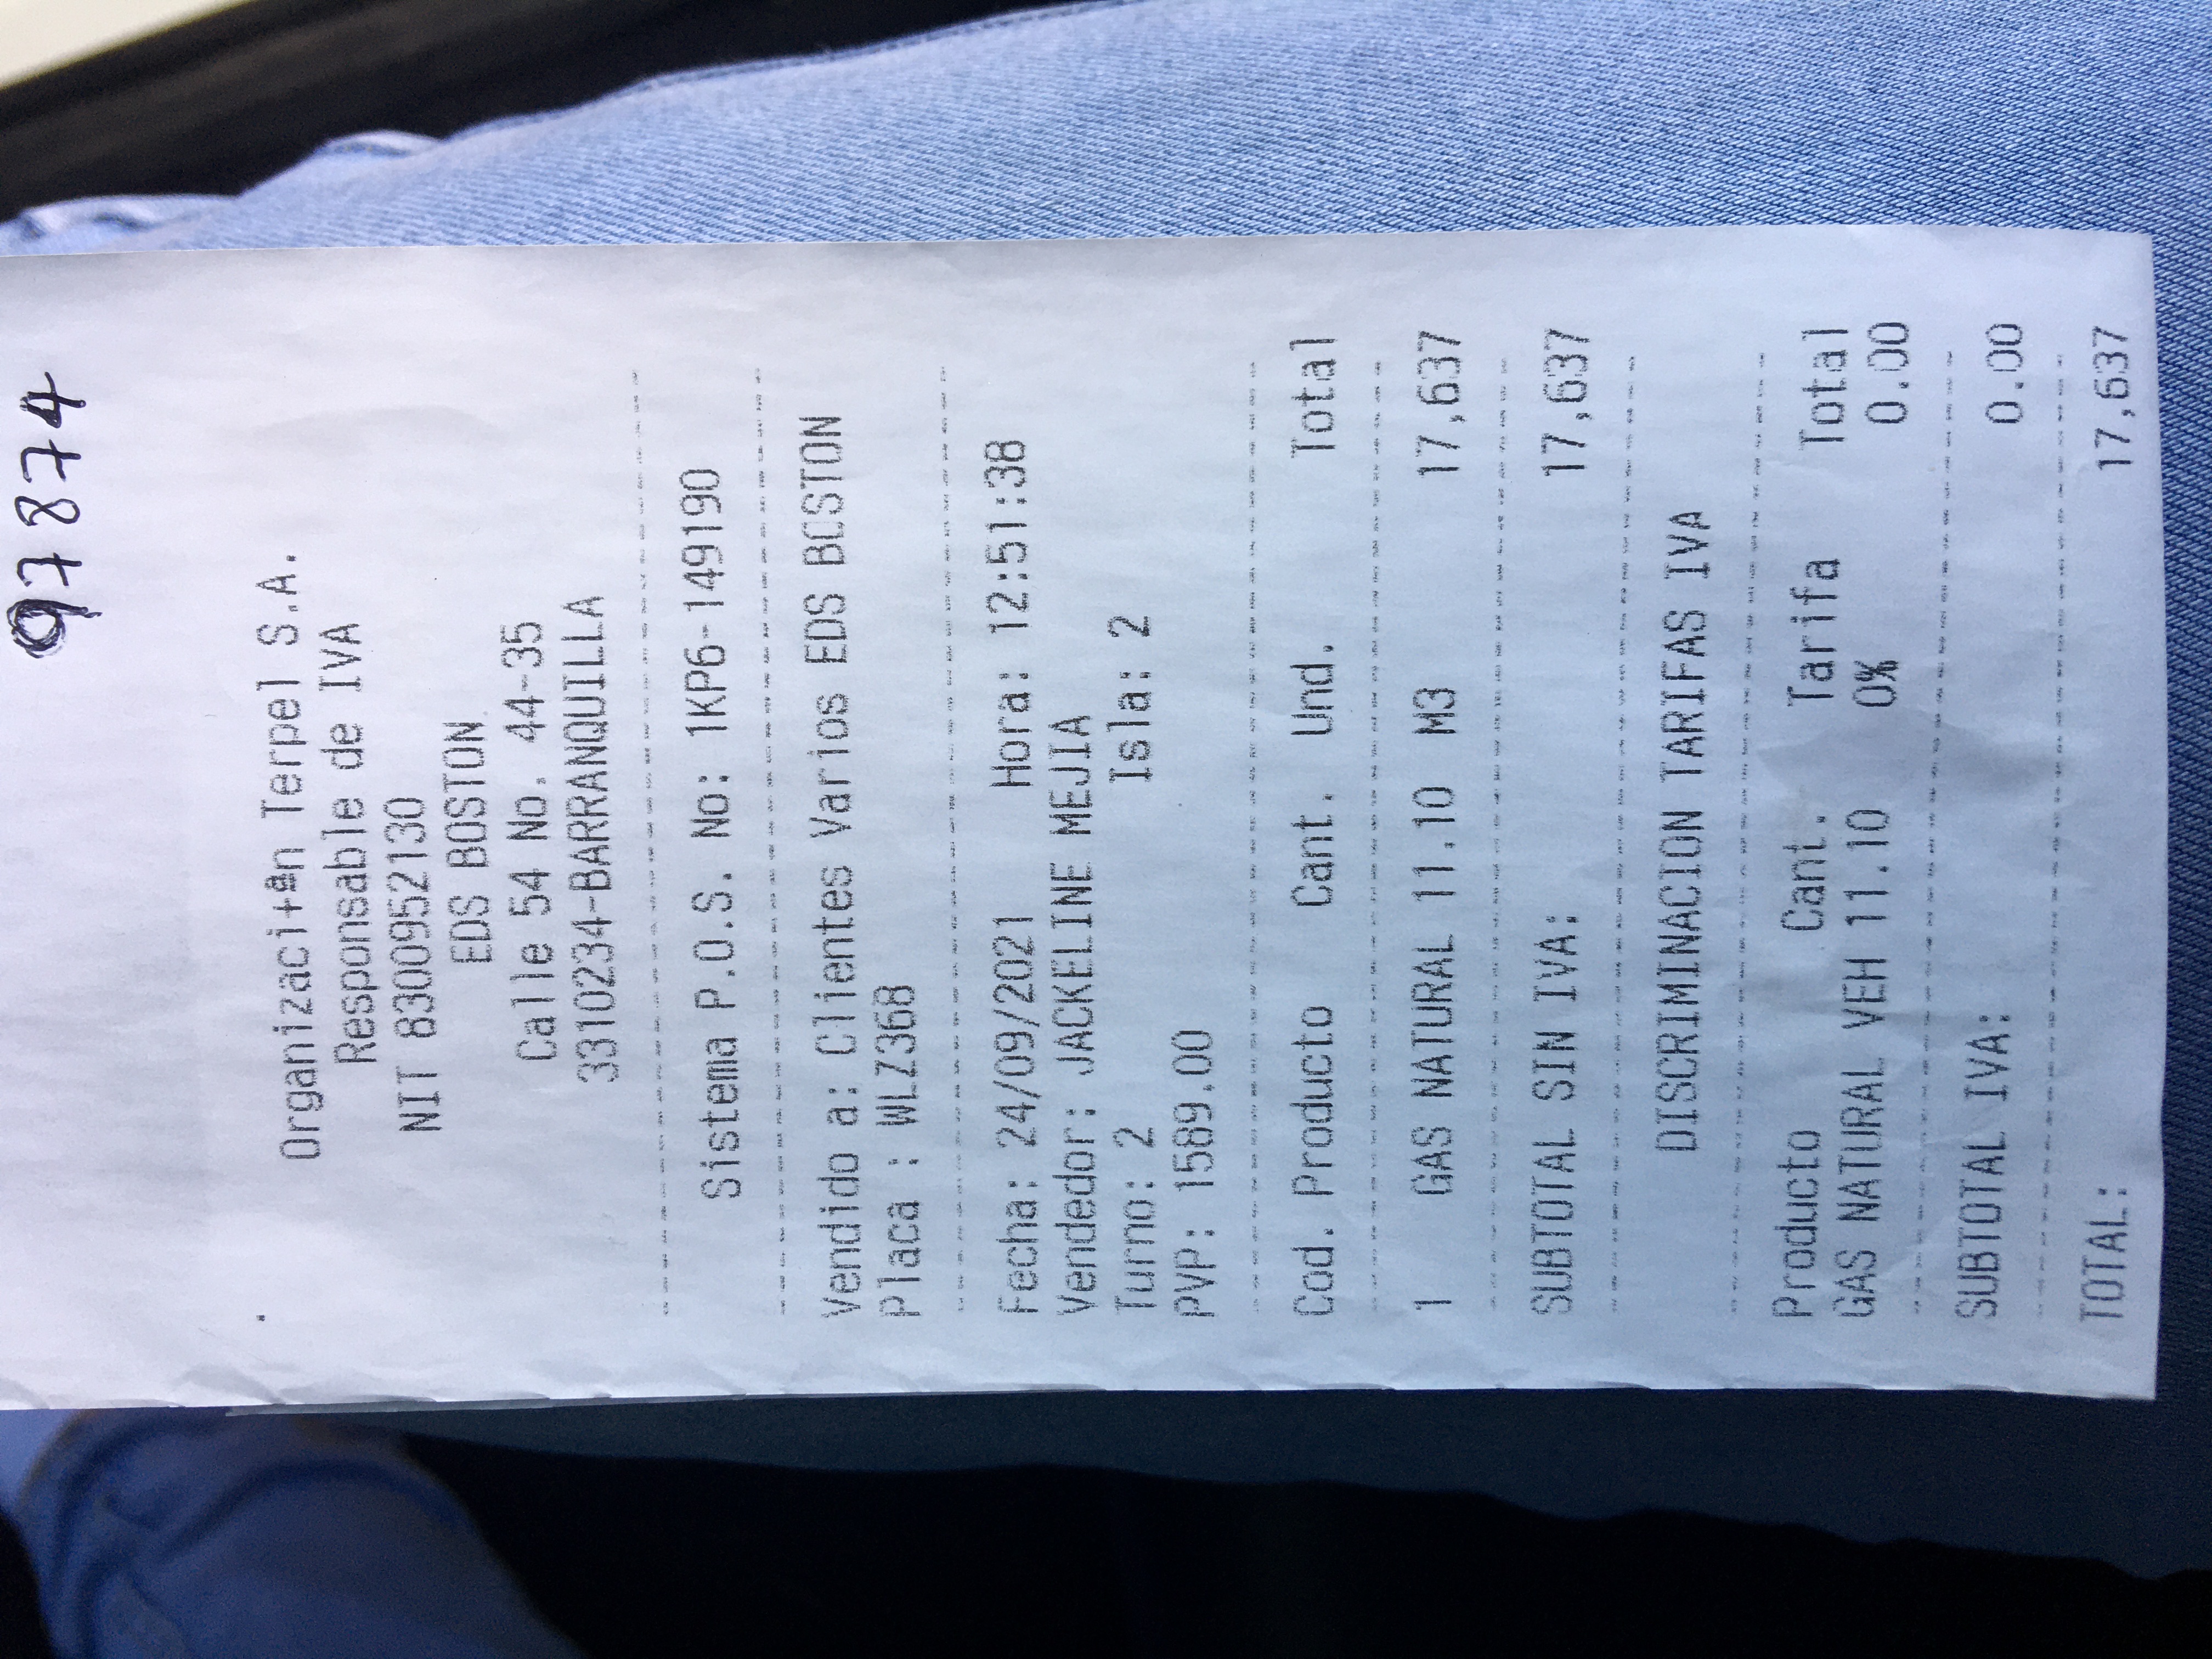 97874
Organizaci+ªn Terpel S.A.
Responsable de IVA
NIT 8300952130
EDS BOSTON
Calle 54 No. 44-35
3310234-BARRANQUILLA
Sistema P.O.S. No: 1KP6-149190
Vendido a: Clientes Varios EDS BOSTON
Placa : WLZ368
Fecha: 24/09/2021 Hora: 12:51:38
Vendedor: JACKELINE MEJIA
Turno: 2 Isla: 2
PVP: 1589.00
Cod. Producto Cant. Und. Total
1 GAS NATURAL 11.10 M3 17,637
SUBTOTAL SIN IVA: 17,637
DISCRIMINACION TARIFAS IVA
Producto Cant. Tarifa Total
GAS NATURAL VEH 11.10 0% 0.00
SUBTOTAL IVA: 0.00
TOTAL: 17,637